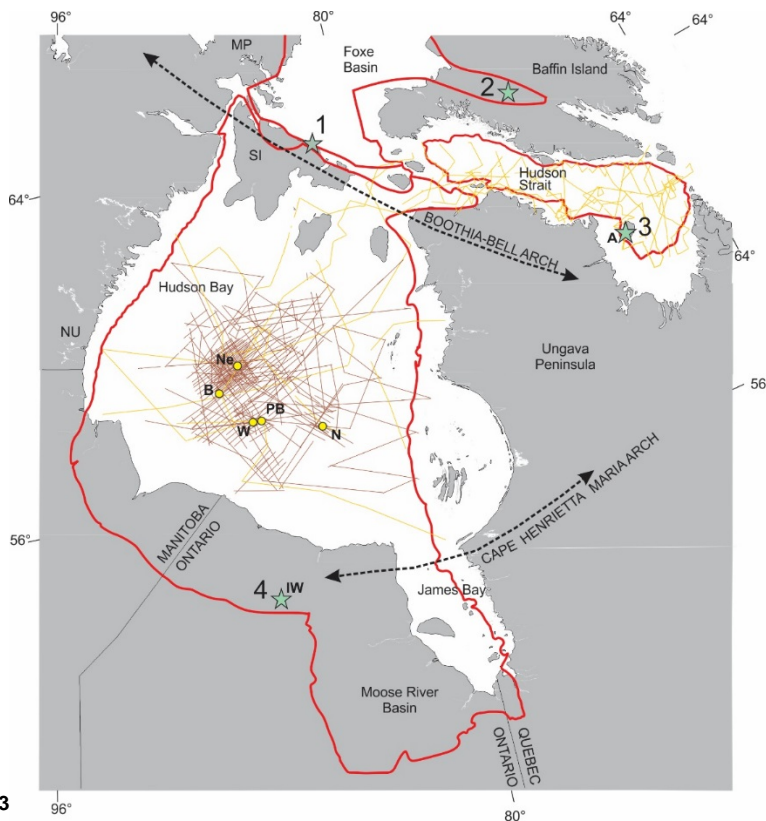 96°
80°
64°
64°
MP
Foxe
Basin
Baffin Island
2
1
SI
Hudson
Strait
64°
3
A
64°
BOOTHIA-BELL ARCH
Hudson Bay
NU
Ungava
Peninsula
Ne
B
56°
PB
W
N
MANITOBA
ONTARIO
CAPE HENRIETTA MARIA ARCH
56°
4
IW
James Bay
Moose River
Basin
ONTARIO
QUEBEC
3
96°
80°